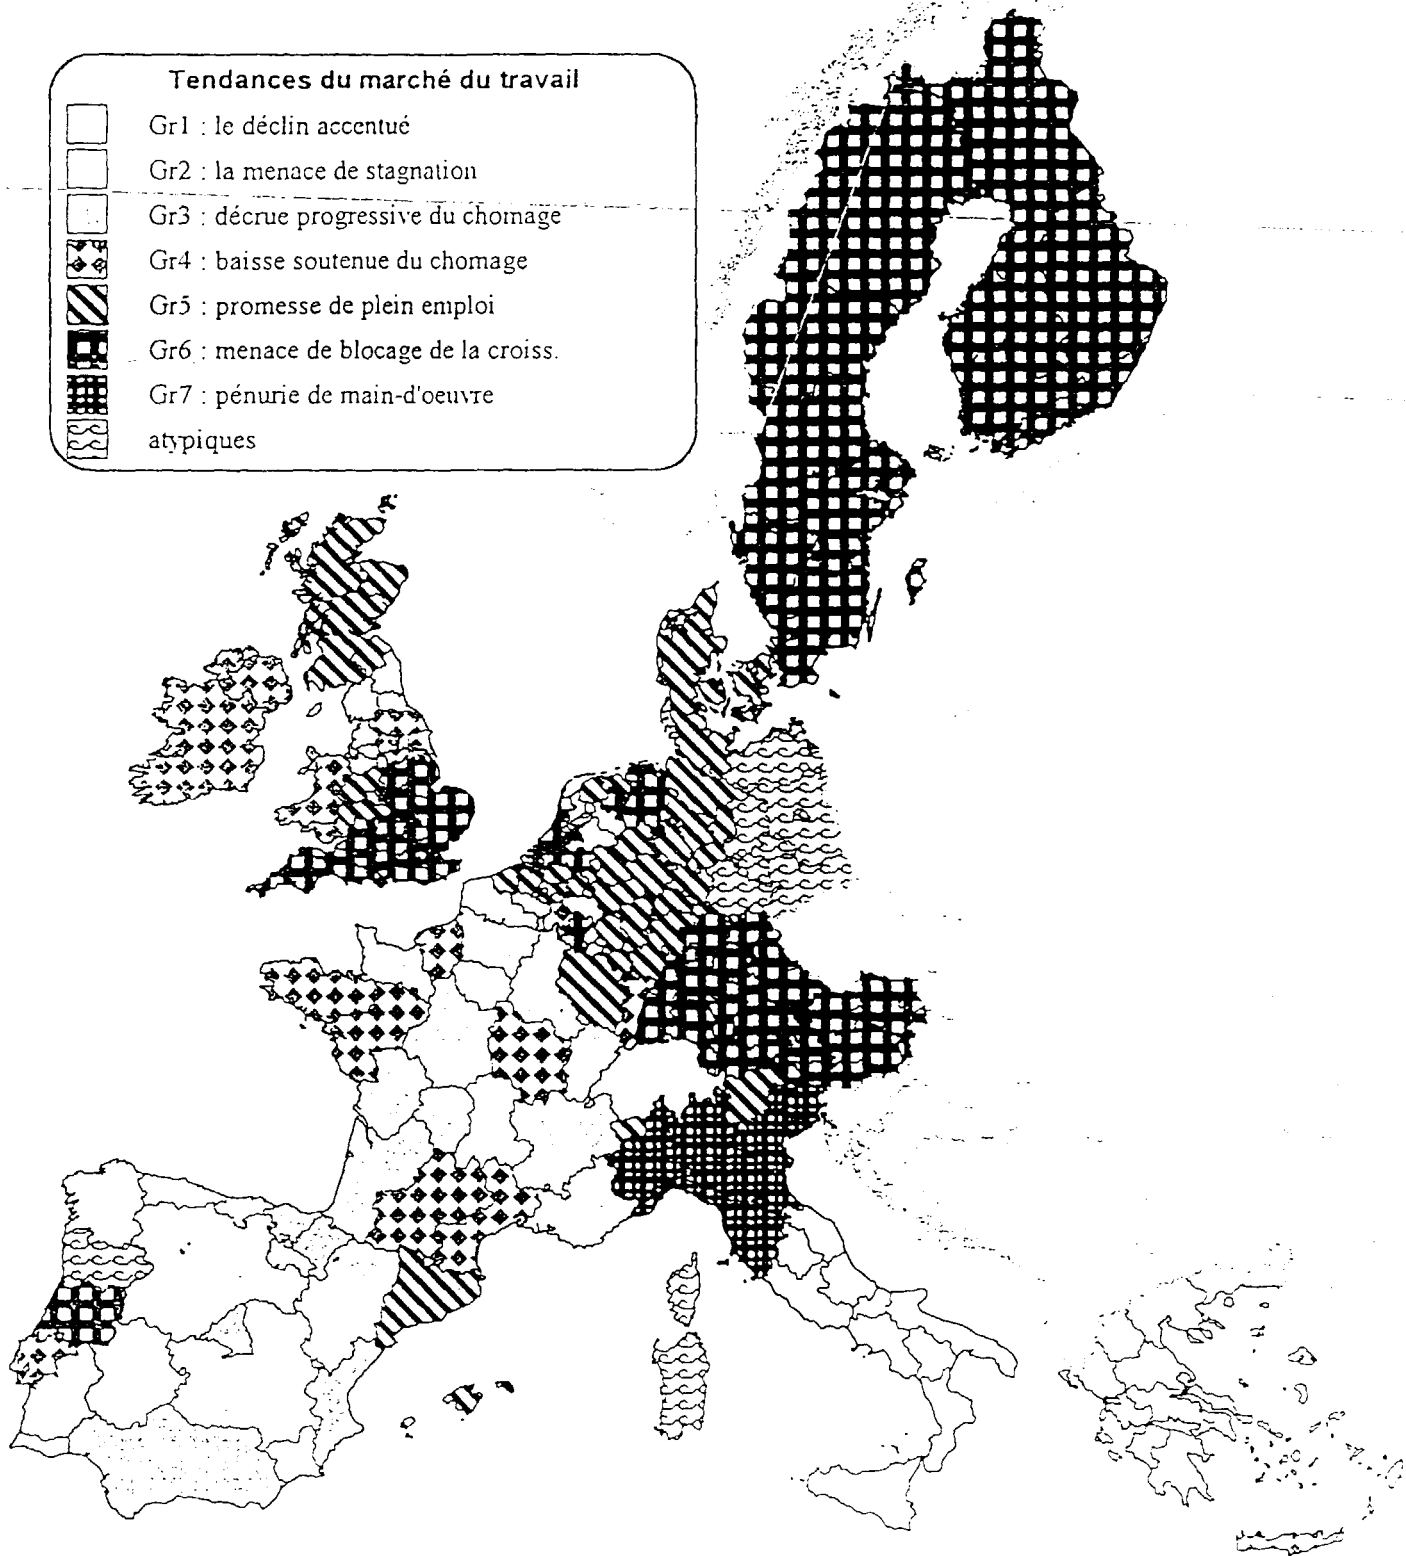 Tendances du marché du travail
Gr1 : le déclin accentué
Gr2 : la menace de stagnation
Gr3 : décrue progressive du chomage
Gr4 : baisse soutenue du chomage
Gr5 : promesse de plein emploi
Gr6 : menace de blocage de la croiss.
Gr7 : pénurie de main-d'oeuvre
atypiques